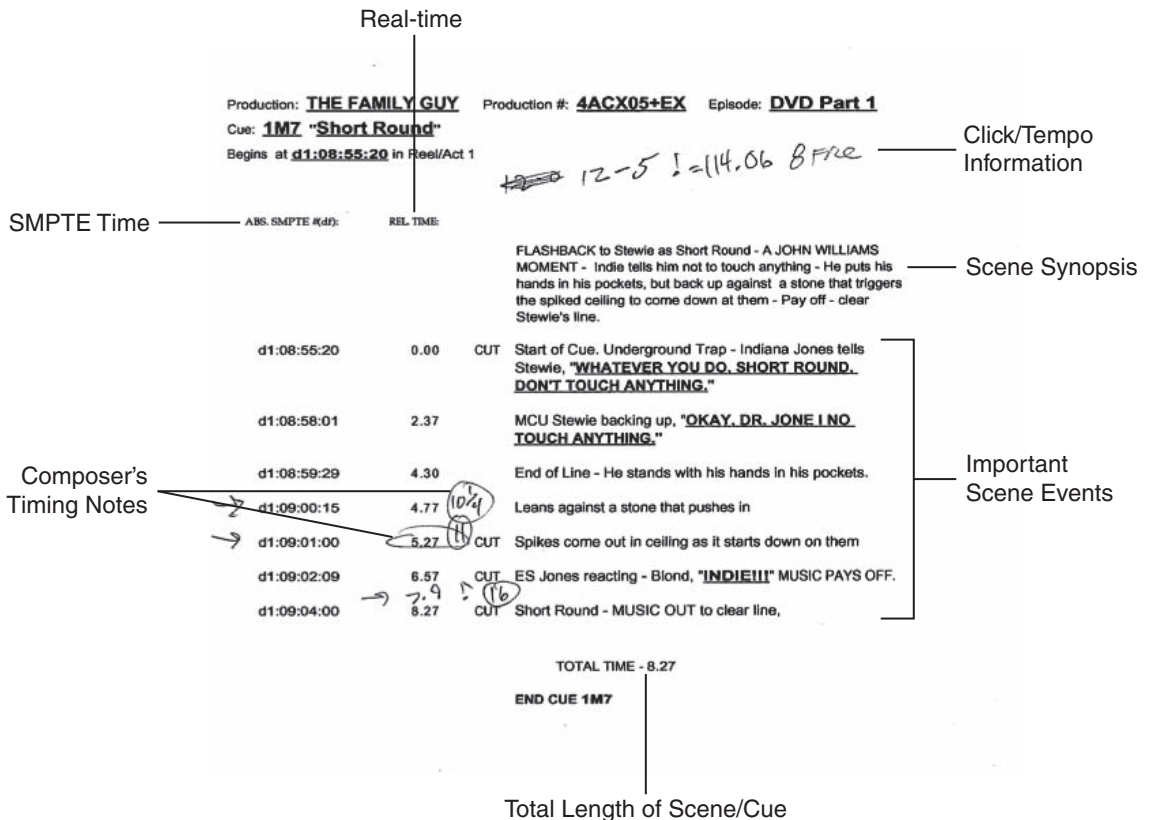 Real-time
Production: THE FAMILY GUY Production #: 4ACX05+EX Episode: DVD Part 1
Cue: 1M7 "Short Round"
Begins at d1:08:55:20 in Reel/Act 1
Click/Tempo
Information
12-5 ! = 114.06 8 FREE
SMPTE Time
ABS. SMPTE #(df): REL. TIME:
FLASHBACK to Stewie as Short Round - A JOHN WILLIAMS
MOMENT - Indie tells him not to touch anything - He puts his
hands in his pockets, but back up against a stone that triggers
the spiked ceiling to come down at them - Pay off - clear
Stewie's line.
Scene Synopsis
d1:08:55:20 0.00 CUT Start of Cue. Underground Trap - Indiana Jones tells
Stewie, "WHATEVER YOU DO, SHORT ROUND,
DON'T TOUCH ANYTHING."
d1:08:58:01 2.37 MCU Stewie backing up, "OKAY, DR. JONE I NO
TOUCH ANYTHING."
d1:08:59:29 4.30 End of Line - He stands with his hands in his pockets.
Important
Scene Events
Composer's
Timing Notes
d1:09:00:15 4.77 10 1/4 Leans against a stone that pushes in
d1:09:01:00 5.27 11 CUT Spikes come out in ceiling as it starts down on them
d1:09:02:09 6.57 CUT ES Jones reacting - Blond, "INDIE!!!" MUSIC PAYS OFF.
7.9 ! 16
d1:09:04:00 8.27 CUT Short Round - MUSIC OUT to clear line,
TOTAL TIME - 8.27
END CUE 1M7
Total Length of Scene/Cue